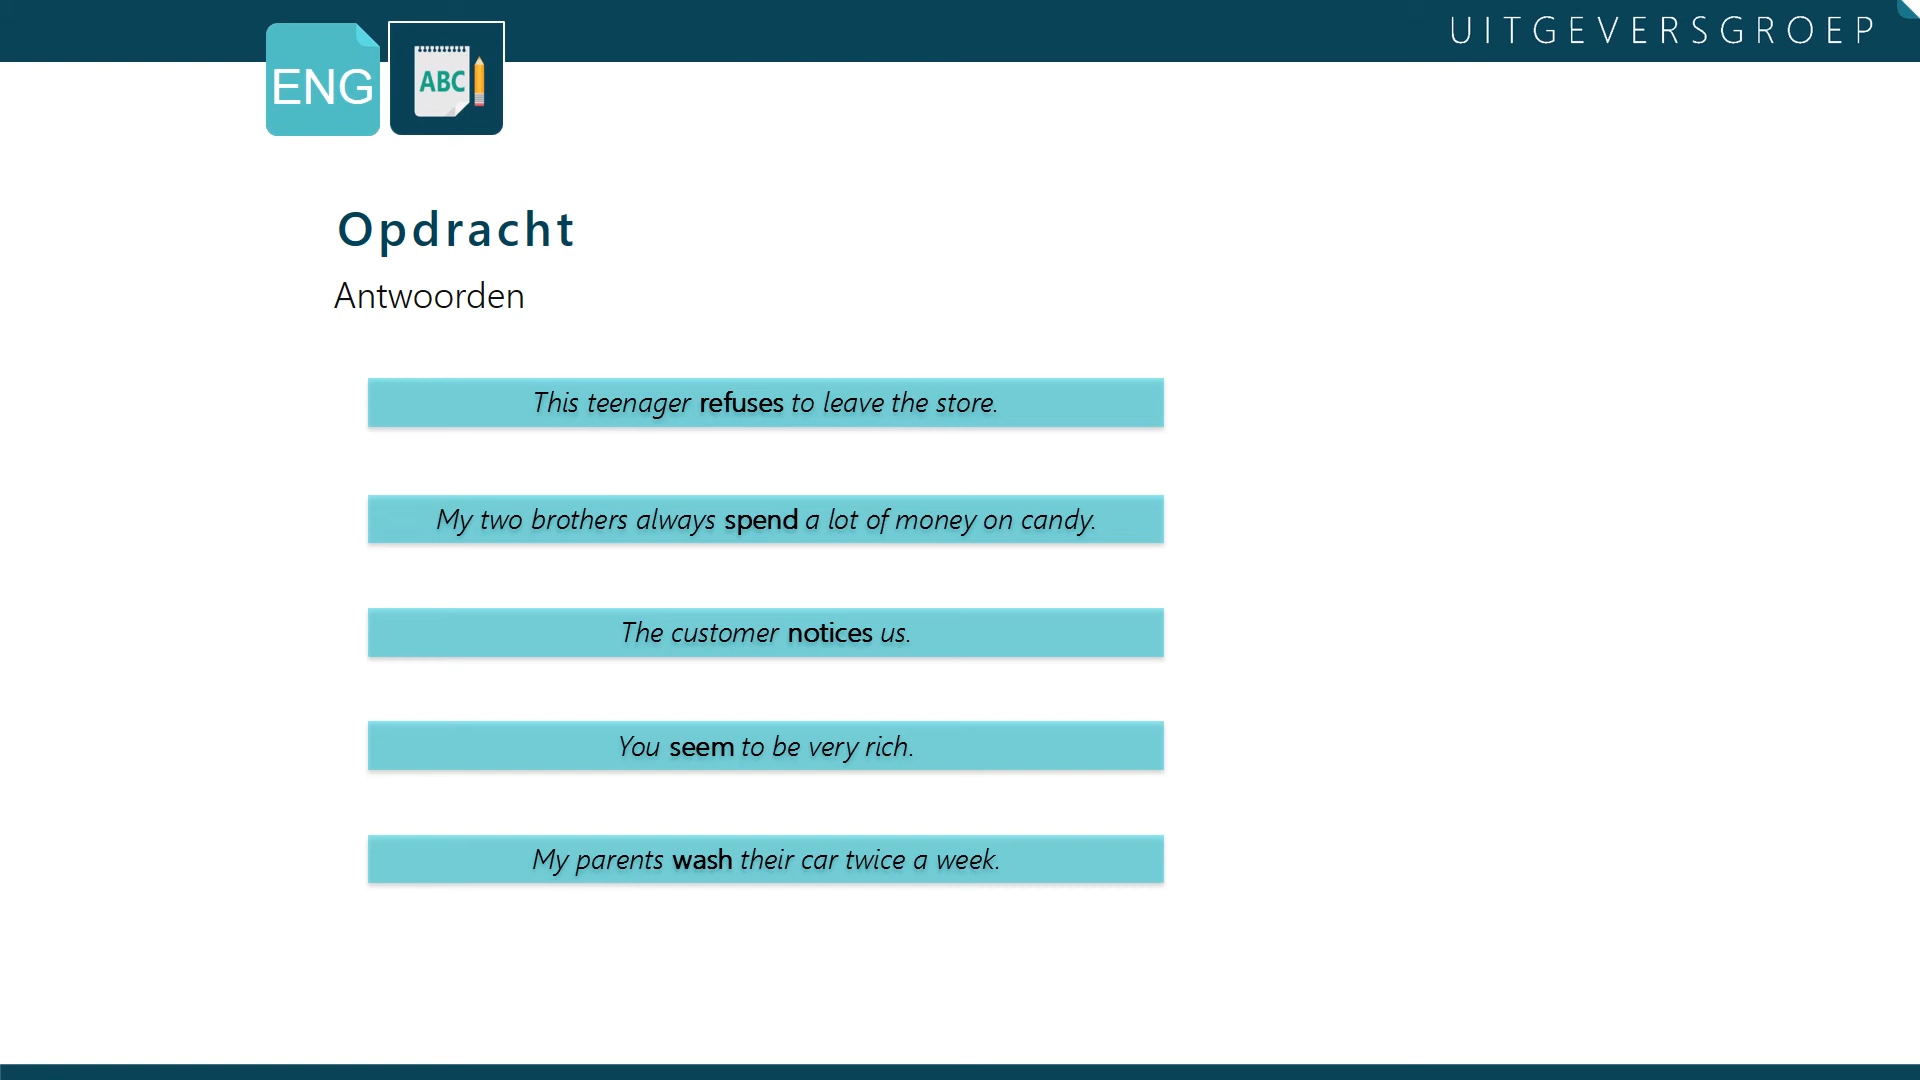 UITGEVERSGROEP
ENG
ABC
Opdracht
Antwoorden
This teenager refuses to leave the store.
My two brothers always spend a lot of money on candy.
The customer notices us.
You seem to be very rich.
My parents wash their car twice a week.